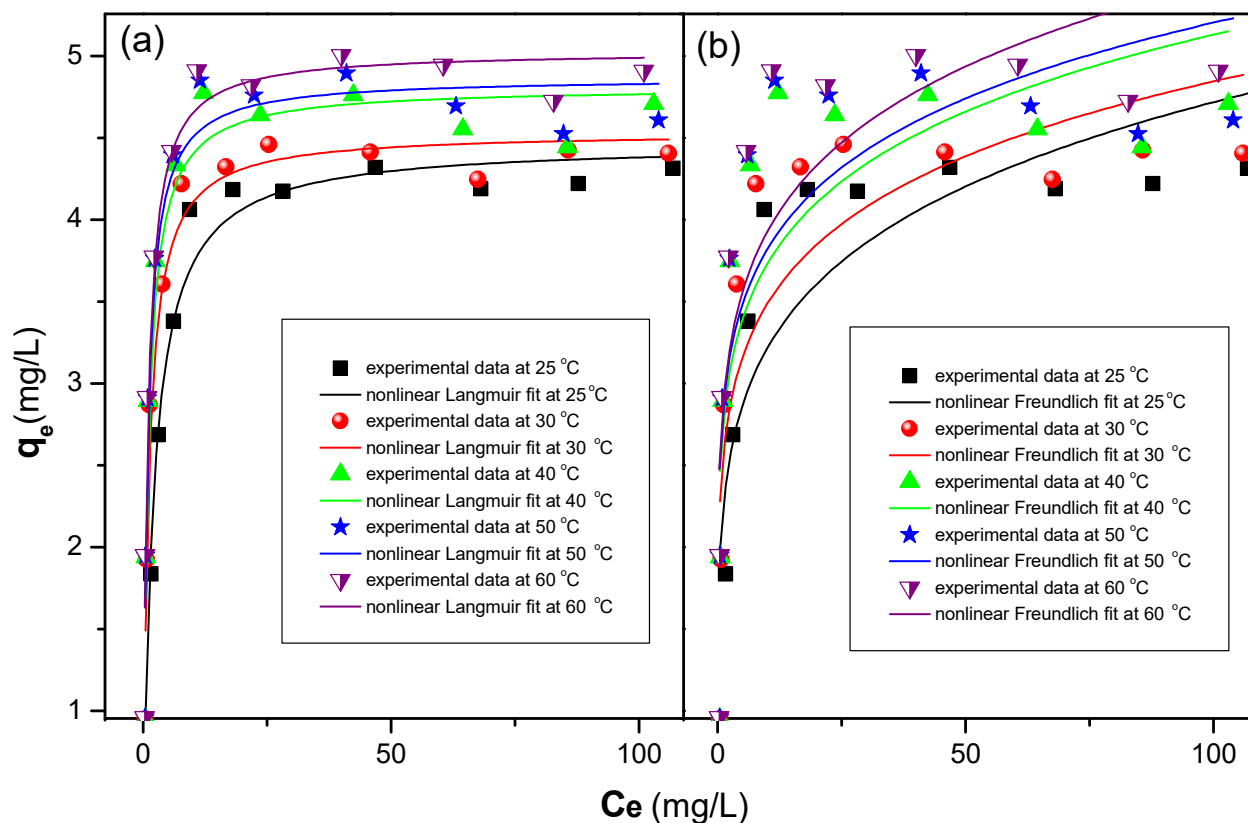 (a)
(b)
5
4
3
2
1
qe(mg/L)
experimental data at 25 °C
nonlinear Langmuir fit at 25°C
experimental data at 30 °C
nonlinear Langmuir fit at 30 °C
experimental data at 40 °C
nonlinear Langmuir fit at 40 °C
experimental data at 50 °C
nonlinear Langmuir fit at 50 °C
experimental data at 60 °C
nonlinear Langmuir fit at 60 °C
experimental data at 25 °C
nonlinear Freundlich fit at 25°C
experimental data at 30 °C
nonlinear Freundlich fit at 30 °C
experimental data at 40 °C
nonlinear Freundlich fit at 40 °C
experimental data at 50 °C
nonlinear Freundlich fit at 50 °C
experimental data at 60 °C
nonlinear Freundlich fit at 60 °C
0 50 100 0 50 100
Ce (mg/L)